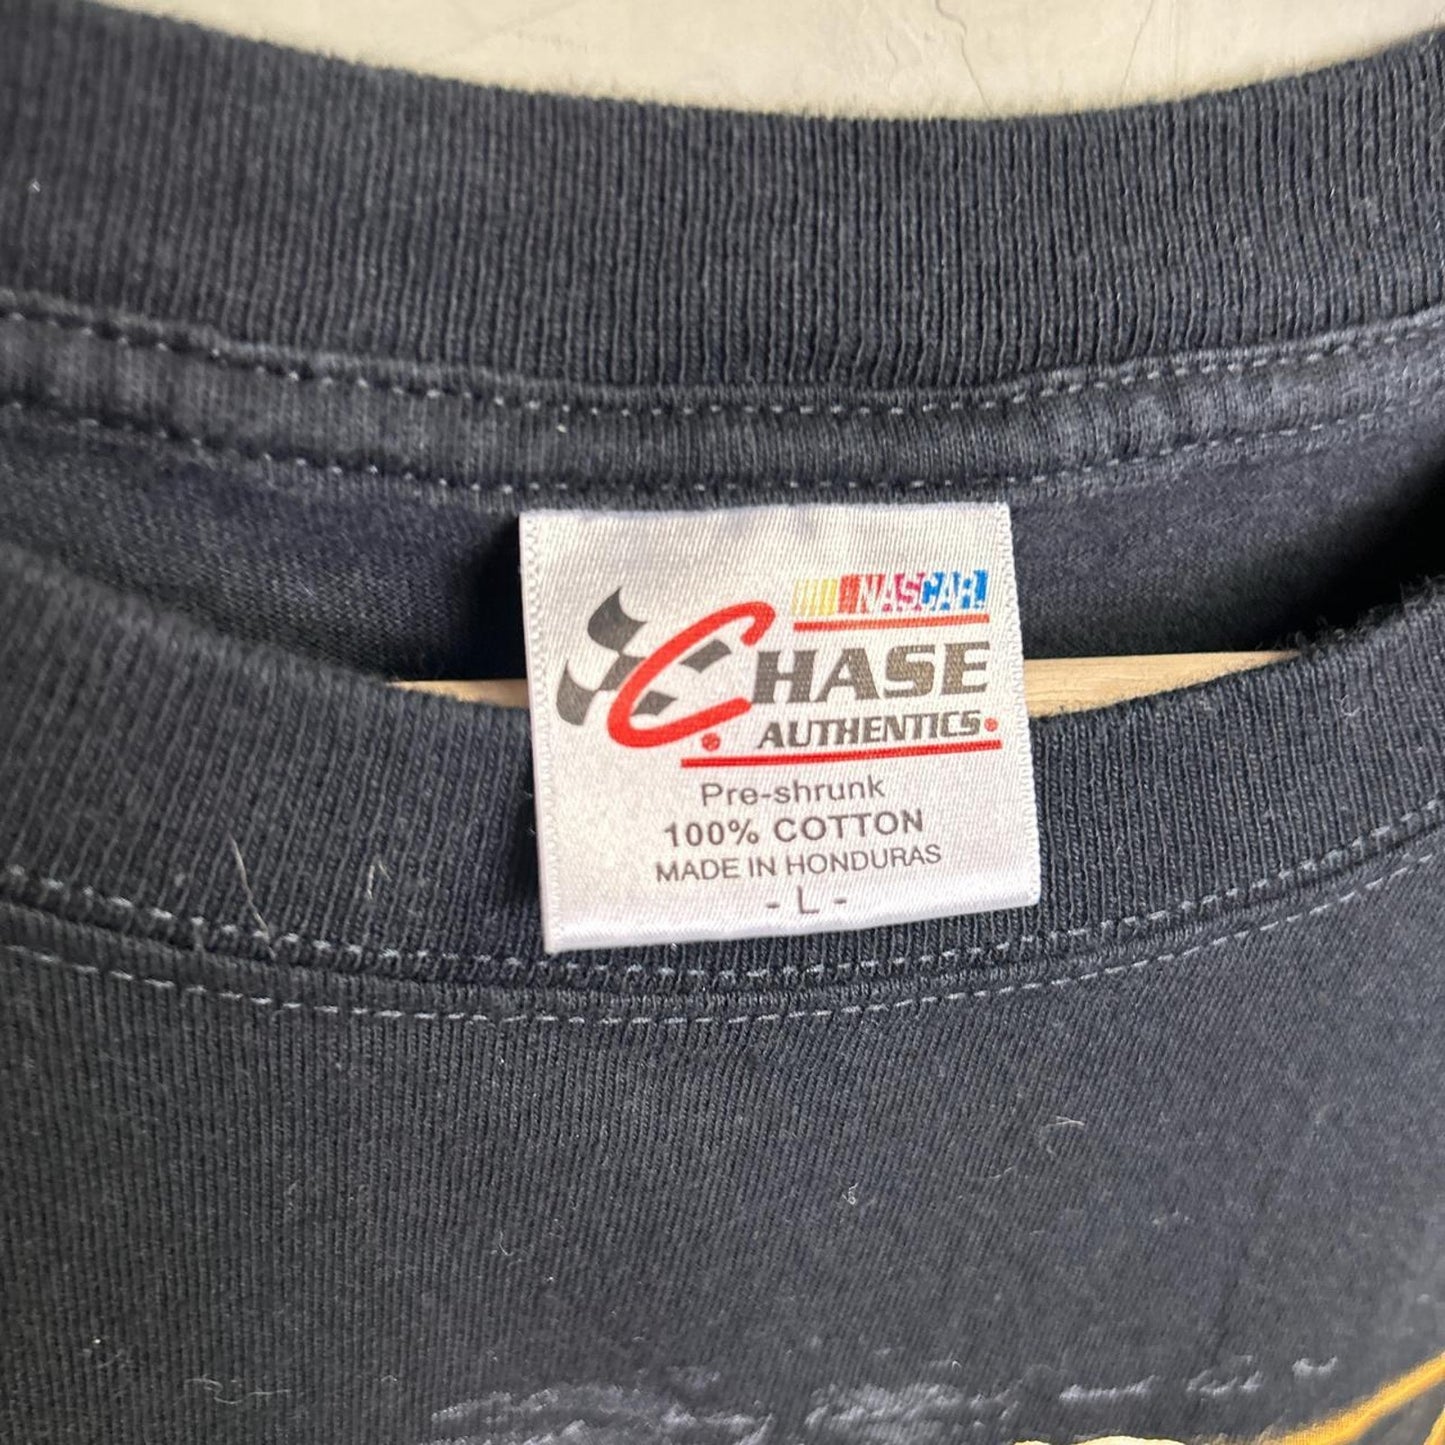 NASCAR
CHASE
AUTHENTICS®
Pre-shrunk
100% COTTON
MADE IN HONDURAS
- L -